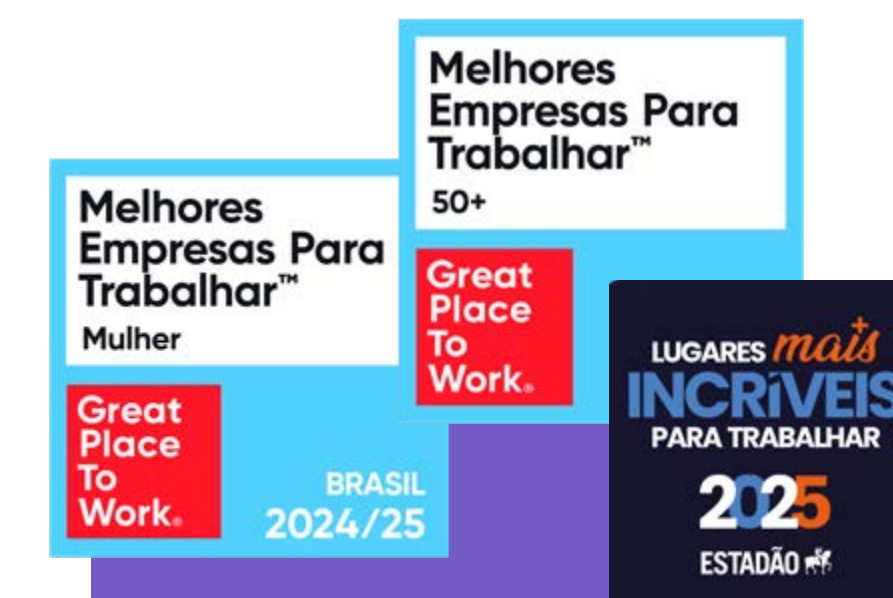 Melhores
Empresas Para
Trabalhar™
50+
Great
Place
To
Work®
Melhores
Empresas Para
Trabalhar™
Mulher
Great
Place
To
Work®
BRASIL
2024/25
LUGARES mais+
INCRÍVEIS
PARA TRABALHAR
2025
ESTADÃO